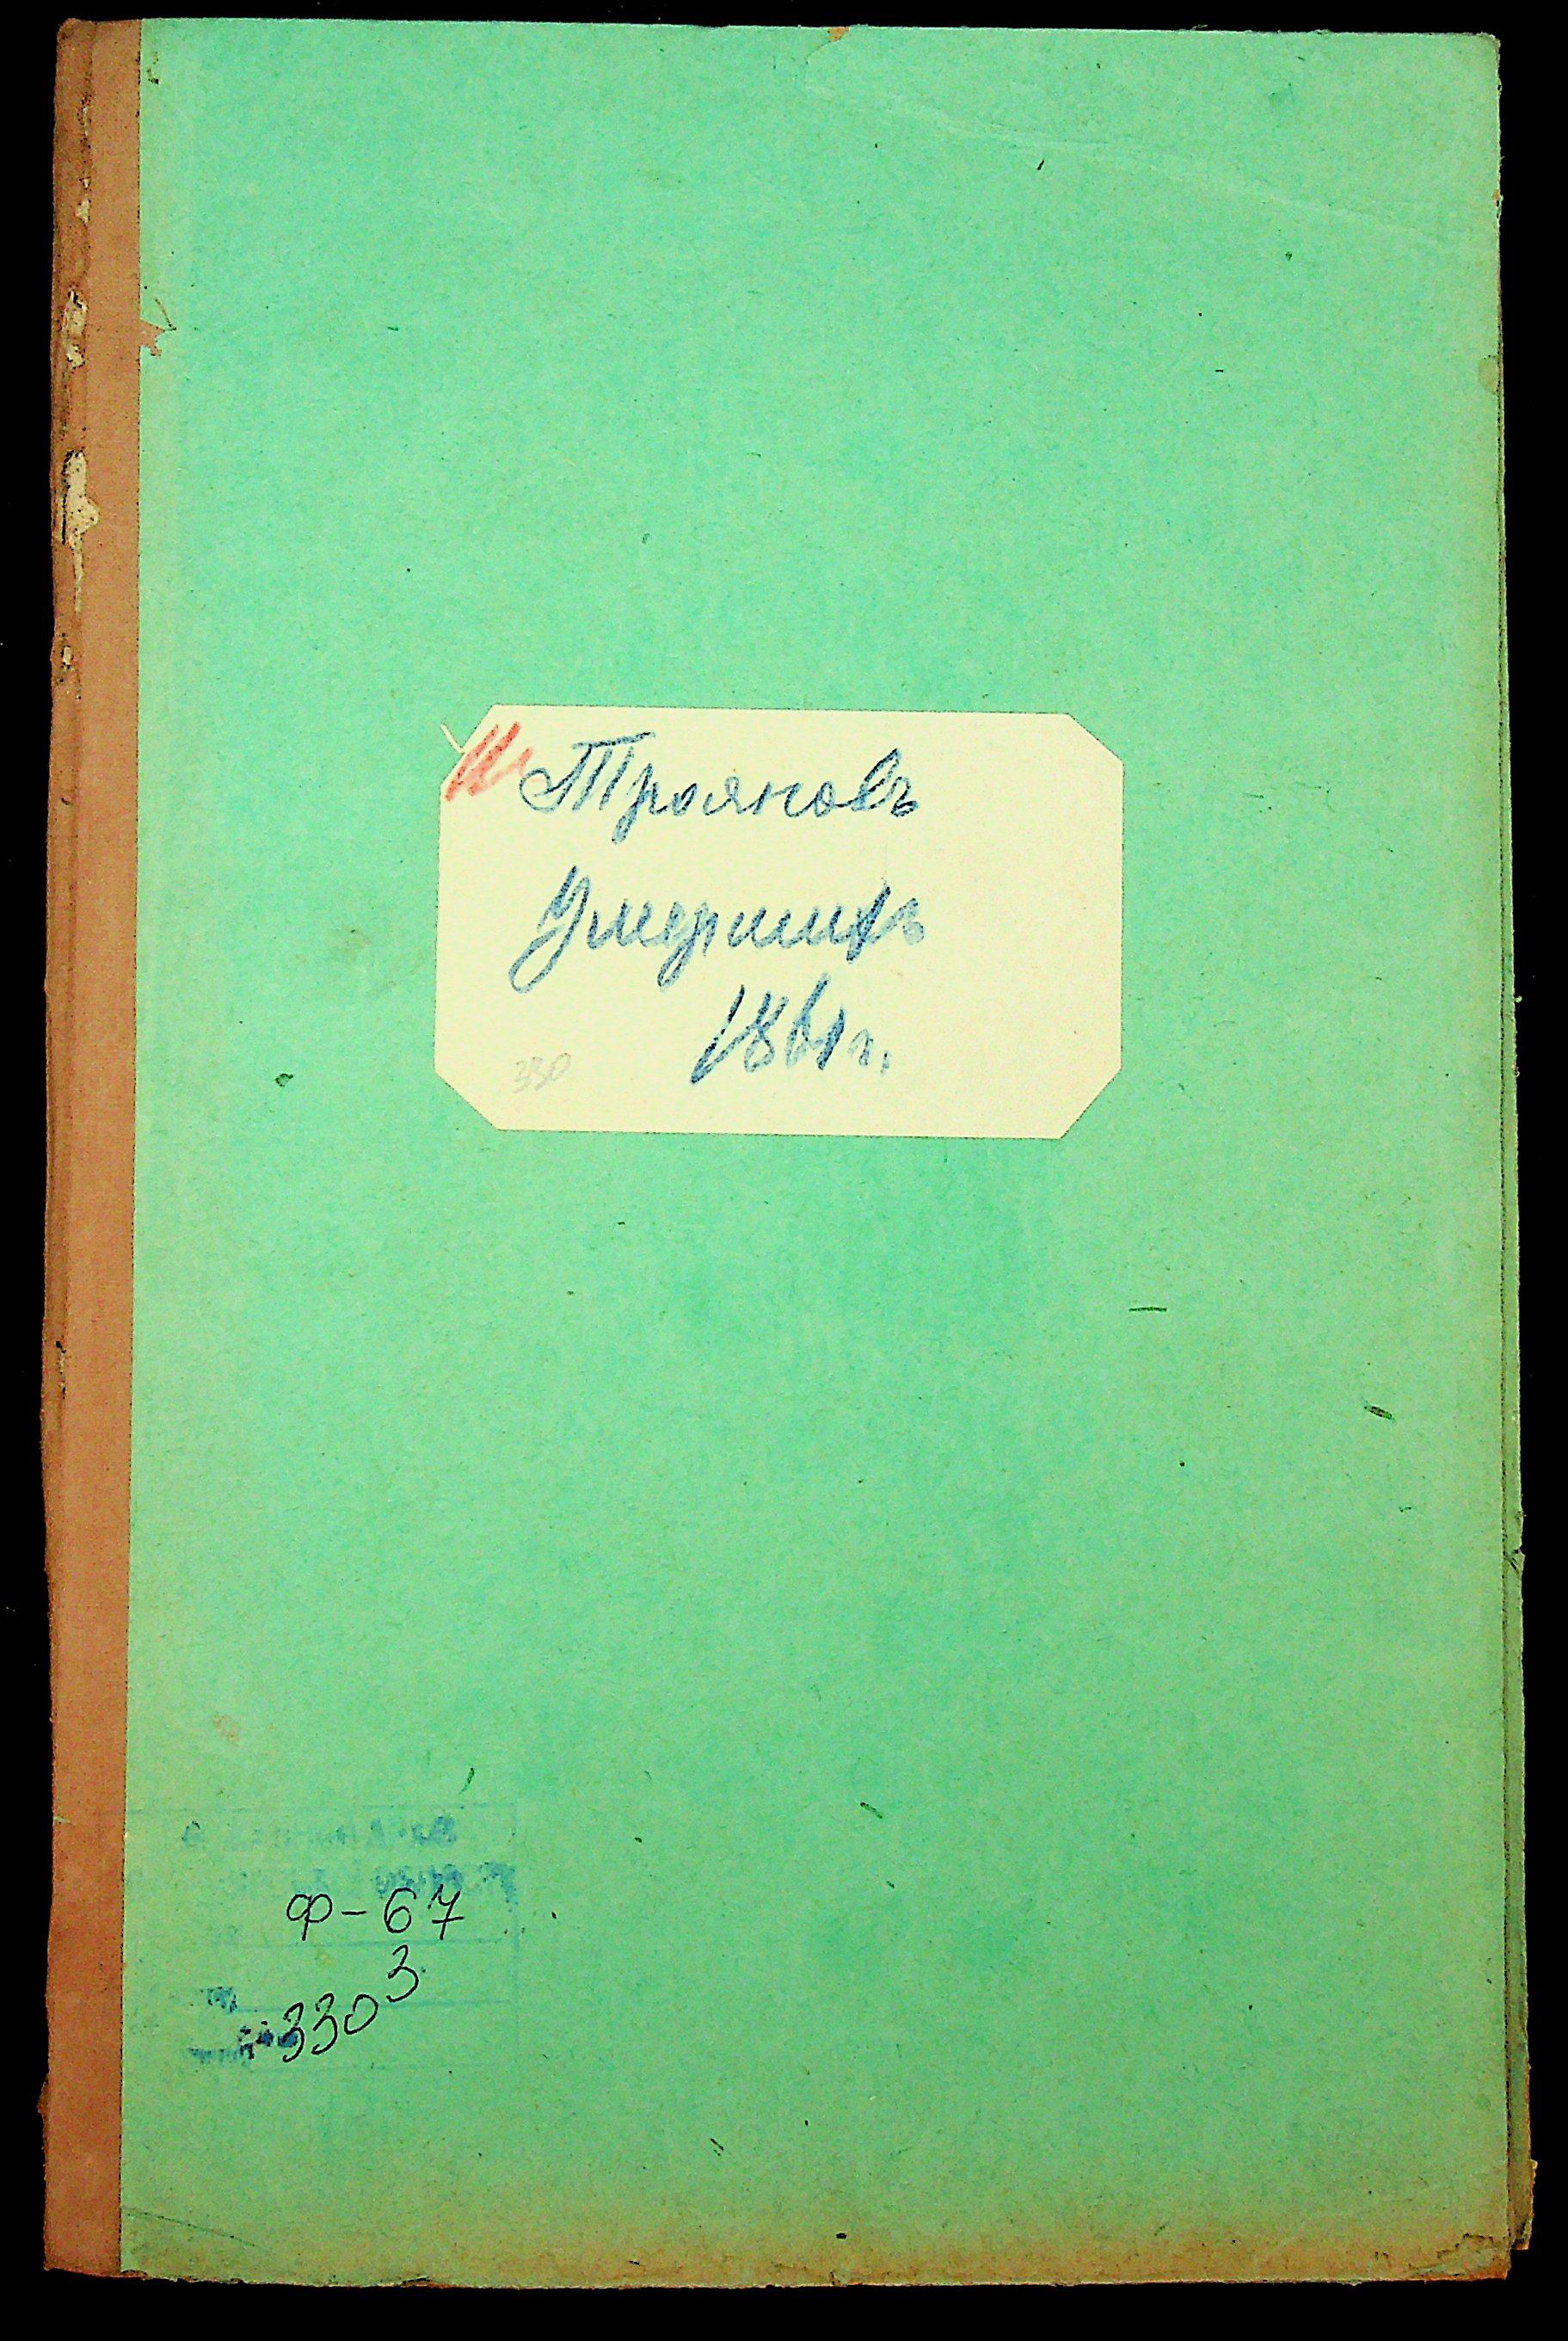 Трояновъ
Умершихъ
1861 г.
330
Ф-67
3
330